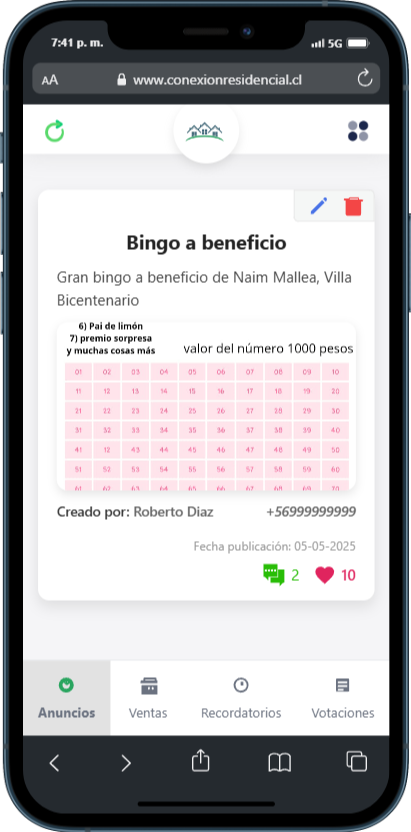 7:41 p. m.
5G
AA
www.conexionresidencial.cl
Bingo a beneficio
Gran bingo a beneficio de Naim Mallea, Villa
Bicentenario
6) Pai de limón
7) premio sorpresa
y muchas cosas más
valor del número 1000 pesos
01 02 03 04 05 06 07 08 09 10
11 12 13 14 15 16 17 18 19 20
21 22 23 24 25 26 27 28 29 30
31 32 33 34 35 36 37 38 39 40
41 12 43 44 45 46 47 48 49 50
51 52 53 54 55 56 57 58 59 60
61 62 63 64 65 66 67 68 69 70
Creado por: Roberto Diaz
+56999999999
Fecha publicación: 05-05-2025
2
10
Anuncios
Ventas
Recordatorios
Votaciones